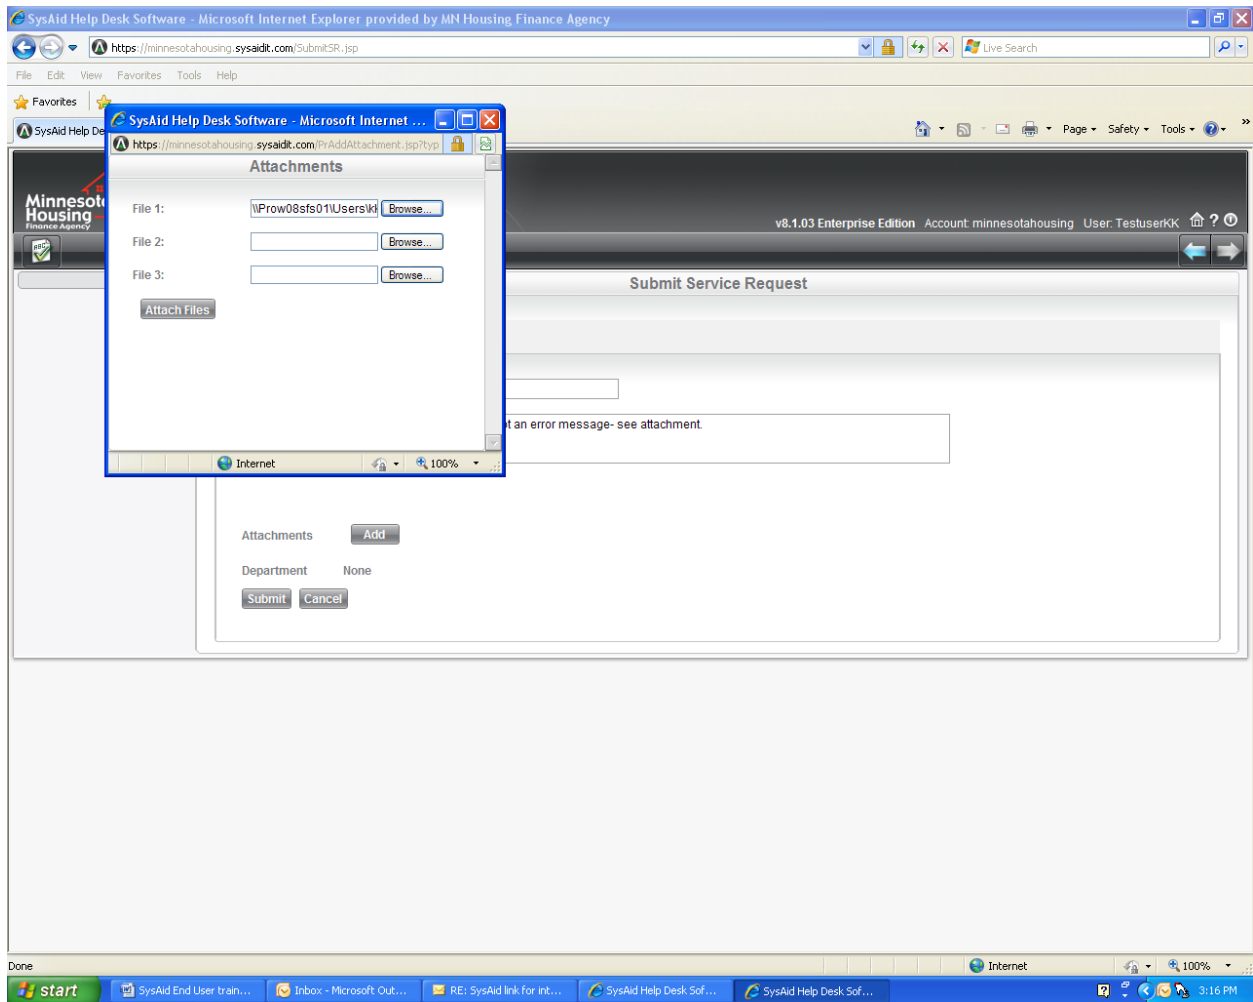 SysAid Help Desk Software - Microsoft Internet Explorer provided by MN Housing Finance Agency
https://minnesotahousing.sysaidit.com/SubmitSR.jsp
Live Search
File Edit View Favorites Tools Help
Favorites
SysAid Help De
Page Safety Tools
SysAid Help Desk Software - Microsoft Internet ...
https://minnesotahousing.sysaidit.com/PrAddAttachment.jsp?typ
Attachments
File 1: \\Prow08sfs01\Users\kk Browse...
File 2: Browse...
File 3: Browse...
Attach Files
Internet 100%
Minnesota
Housing
Finance Agency
v8.1.03 Enterprise Edition Account: minnesotahousing User: TestuserKK
Submit Service Request
an error message- see attachment.
Attachments Add
Department None
Submit Cancel
Done
Internet 100%
start
SysAid End User train...
Inbox - Microsoft Out...
RE: SysAid link for int...
SysAid Help Desk Sof...
SysAid Help Desk Sof...
3:16 PM